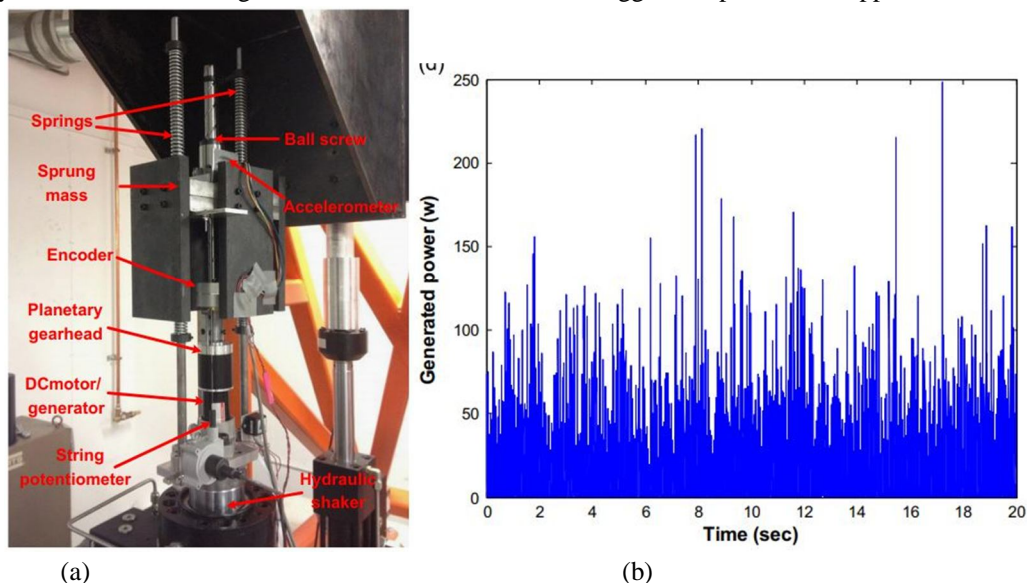 Springs
Ball screw
Sprung
mass
Accelerometer
Encoder
Planetary
gearhead
DCmotor/
generator
String
potentiometer
Hydraulic
shaker
Generated power (w)
250
200
150
100
50
0
0 2 4 6 8 10 12 14 16 18 20
Time (sec)
(a) (b)